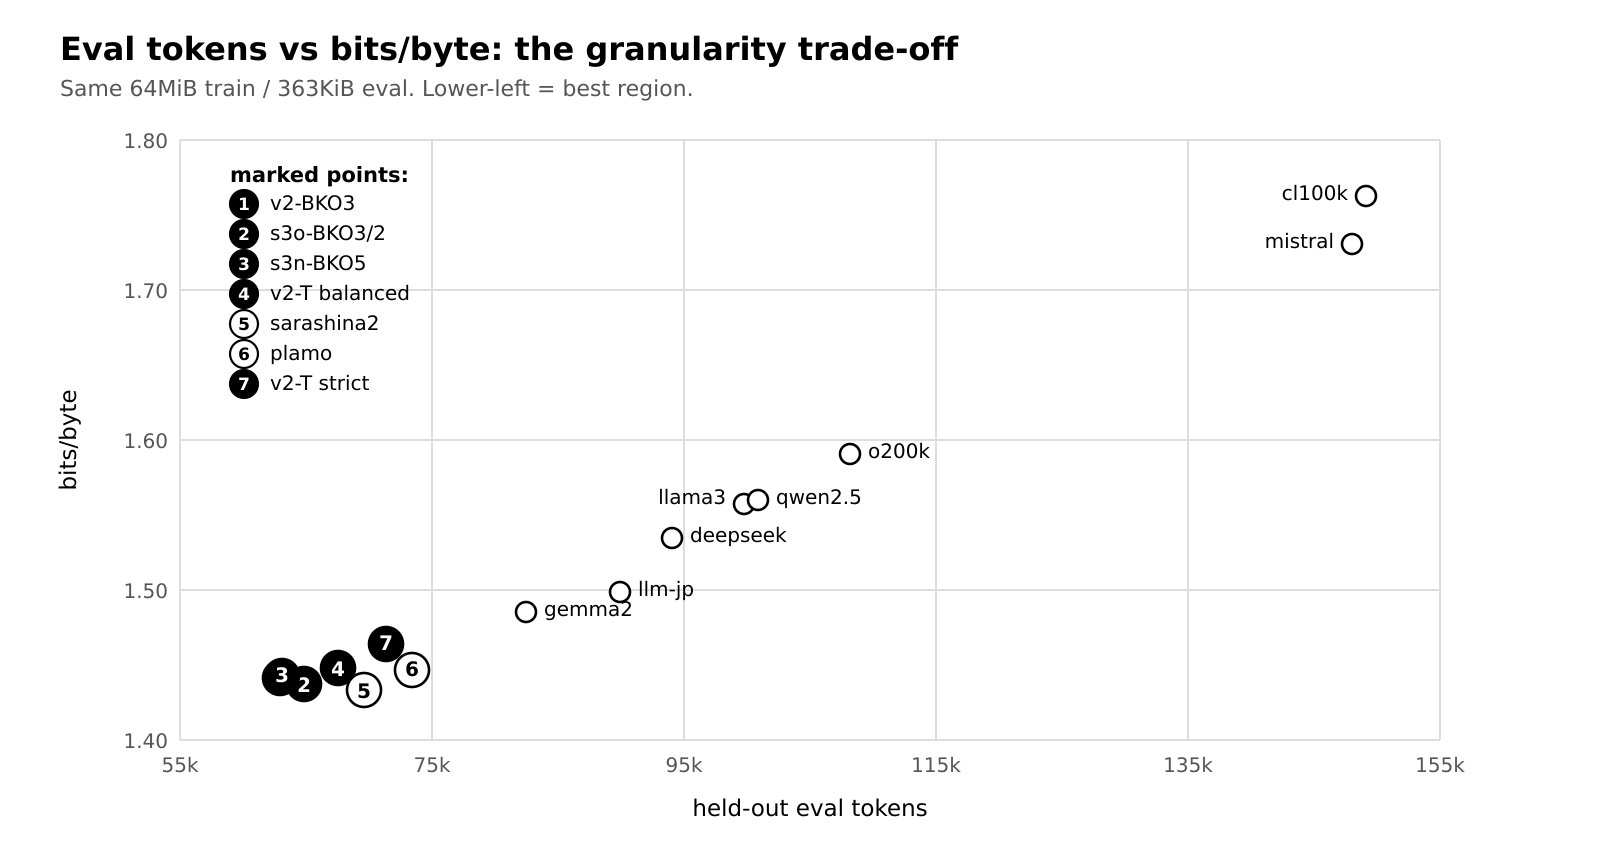 Eval tokens vs bits/byte: the granularity trade-off
Same 64MiB train / 363KiB eval. Lower-left = best region.
1.80
marked points:
1 v2-BKO3
2 s3o-BKO3/2
3 s3n-BKO5
4 v2-T balanced
5 sarashina2
6 plamo
7 v2-T strict
cl100k
mistral
1.70
bits/byte
1.60
o200k
llama3
qwen2.5
deepseek
1.50
llm-jp
gemma2
7
4
6
3
2
5
1.40
55k
75k
95k
115k
135k
155k
held-out eval tokens